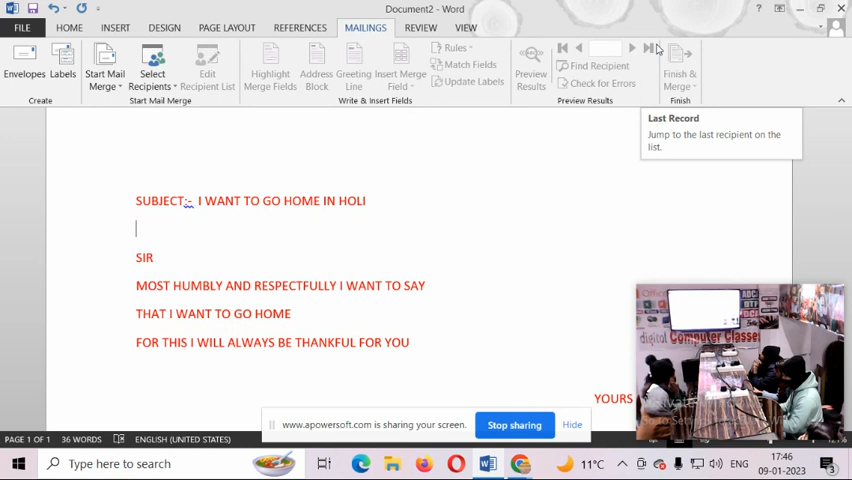 Document2 - Word
FILE HOME INSERT DESIGN PAGE LAYOUT REFERENCES MAILINGS REVIEW VIEW
Envelopes Labels
Create
Start Mail Merge
Select Recipients
Edit Recipient List
Start Mail Merge
Highlight Merge Fields
Address Block
Greeting Line
Insert Merge Field
Rules
Match Fields
Update Labels
Write & Insert Fields
Preview Results
Find Recipient
Check for Errors
Preview Results
Finish & Merge
Finish
Last Record
Jump to the last recipient on the
list.
SUBJECT:- I WANT TO GO HOME IN HOLI
SIR
MOST HUMBLY AND RESPECTFULLY I WANT TO SAY
THAT I WANT TO GO HOME
FOR THIS I WILL ALWAYS BE THANKFUL FOR YOU
YOURS
digital Computer Classes
www.apowersoft.com is sharing your screen. Stop sharing Hide
PAGE 1 OF 1 36 WORDS ENGLISH (UNITED STATES)
Type here to search
11°C
ENG
17:46
09-01-2023
3